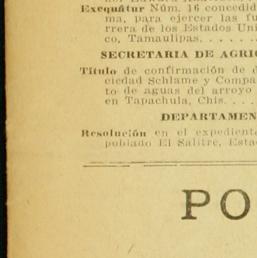 Exequátur Núm. 16 concedid
ma, para ejercer las fu
rrera de los Estados Uni
co, Tamaulipas. . . . . .
SECRETARIA DE AGRIC
Título de confirmación de d
ciedad Schlame y Compa
to de aguas del arroyo
en Tapachula, Chis. . . .
DEPARTAMEN
Resolución en el expedient
poblado El Salitre, Esta
PO